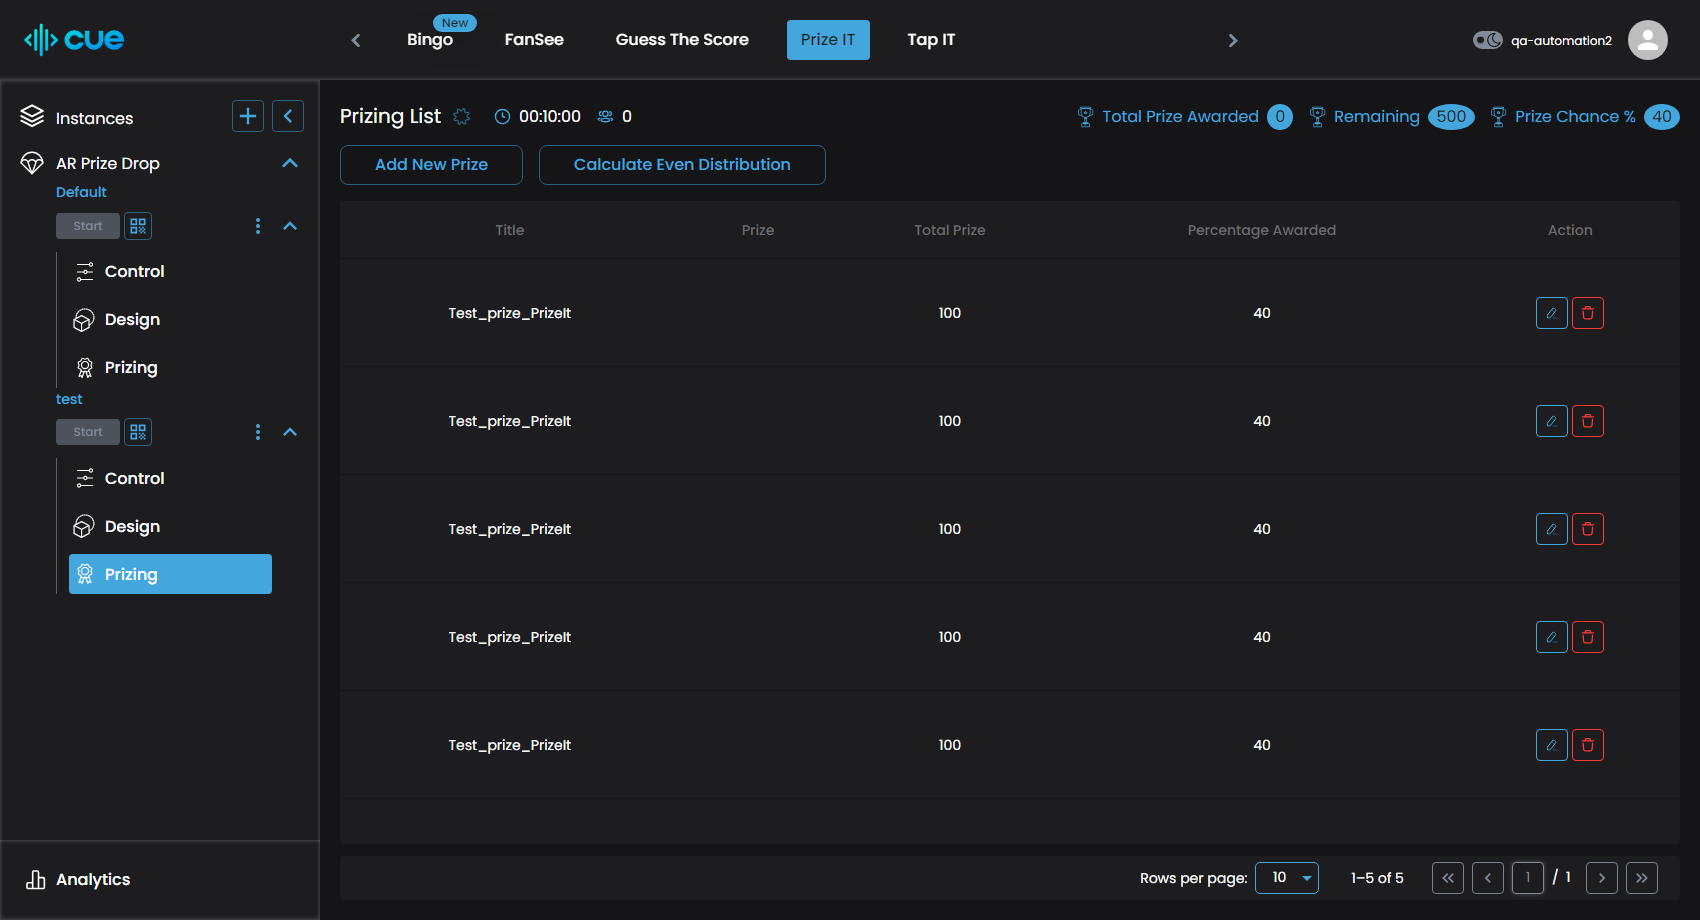 cue
Bingo
New
FanSee
Guess The Score
Prize IT
Tap IT
qa-automation2
Instances
AR Prize Drop
Default
Start
Control
Design
Prizing
test
Start
Control
Design
Prizing
Analytics
Prizing List
00:10:00
0
Total Prize Awarded 0
Remaining 500
Prize Chance % 40
Add New Prize
Calculate Even Distribution
Title Prize Total Prize Percentage Awarded Action
Test_prize_PrizeIt 100 40
Test_prize_PrizeIt 100 40
Test_prize_PrizeIt 100 40
Test_prize_PrizeIt 100 40
Test_prize_PrizeIt 100 40
Rows per page: 10 1–5 of 5 1 / 1